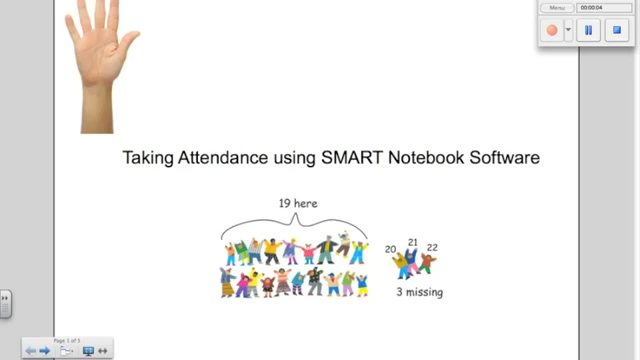 Menu
00:00:04
Taking Attendance using SMART Notebook Software
19 here
20
21
22
3 missing
Page 1 of 5